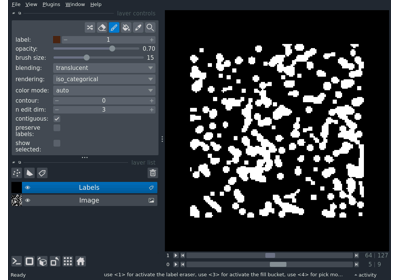 File View Plugins Window Help
layer controls
label: 1
opacity: 0.70
brush size: 15
blending: translucent
rendering: iso_categorical
color mode: auto
contour: 0
n edit dim: 3
contiguous:
preserve
labels:
show
selected:
layer list
Labels
Image
1 64 127
0 5 9
Ready
use <1> for activate the label eraser, use <3> for activate the fill bucket, use <4> for pick mo...
activity